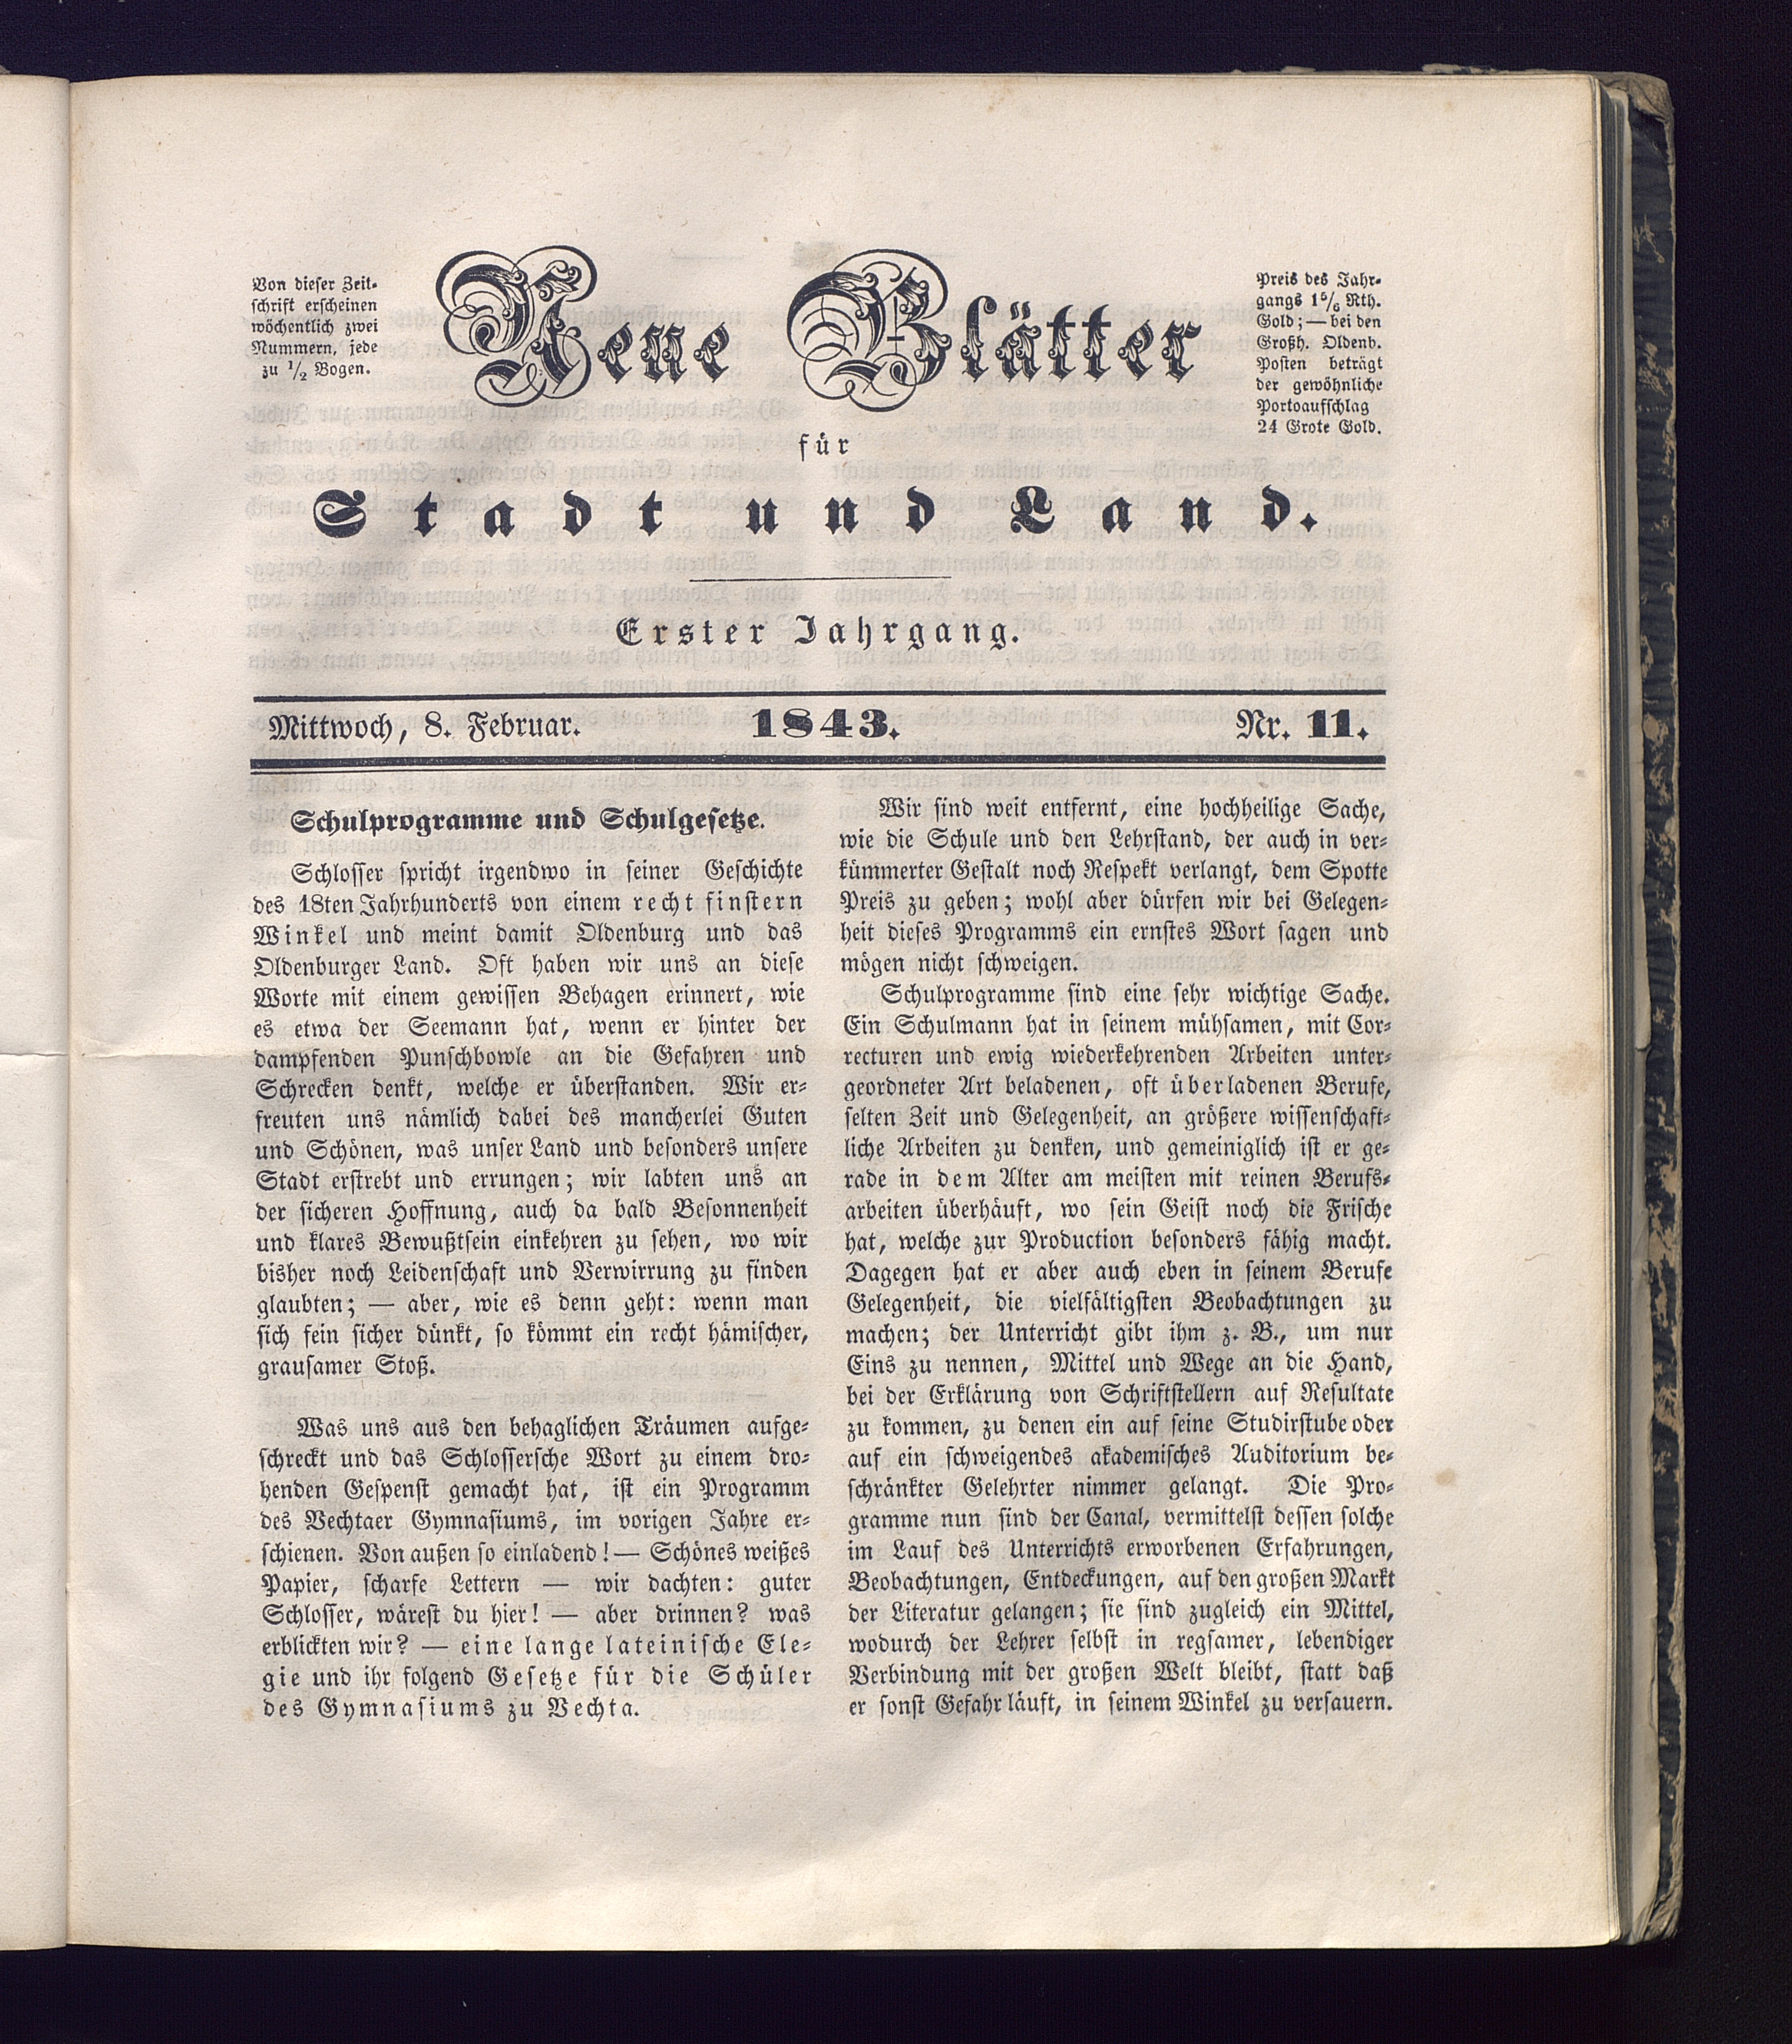 Von dieser Zeit-
schrift erscheinen
wöchentlich zwei
Nummern, jede
zu 1/2 Bogen.
Neue Blätter
für
Stadt und Land.
Preis des Jahr-
gangs 1 5/6 Rth.
Gold; — bei den
Großh. Oldenb.
Posten beträgt
der gewöhnliche
Portoaufschlag
24 Grote Gold.
Erster Jahrgang.
Mittwoch, 8. Februar. 1843. Nr. 11.
Schulprogramme und Schulgesetze.
Schlosser spricht irgendwo in seiner Geschichte
des 18ten Jahrhunderts von einem recht finstern
Winkel und meint damit Oldenburg und das
Oldenburger Land. Oft haben wir uns an diese
Worte mit einem gewissen Behagen erinnert, wie
es etwa der Seemann hat, wenn er hinter der
dampfenden Punschbowle an die Gefahren und
Schrecken denkt, welche er überstanden. Wir er-
freuten uns nämlich dabei des mancherlei Guten
und Schönen, was unser Land und besonders unsere
Stadt erstrebt und errungen; wir labten uns an
der sicheren Hoffnung, auch da bald Besonnenheit
und klares Bewußtsein einkehren zu sehen, wo wir
bisher noch Leidenschaft und Verwirrung zu finden
glaubten; — aber, wie es denn geht: wenn man
sich fein sicher dünkt, so kömmt ein recht hämischer,
grausamer Stoß.
Was uns aus den behaglichen Träumen aufge-
schreckt und das Schlossersche Wort zu einem dro-
henden Gespenst gemacht hat, ist ein Programm
des Vechtaer Gymnasiums, im vorigen Jahre er-
schienen. Von außen so einladend! — Schönes weißes
Papier, scharfe Lettern — wir dachten: guter
Schlosser, wärest du hier! — aber drinnen? was
erblickten wir? — eine lange lateinische Ele-
gie und ihr folgend Gesetze für die Schüler
des Gymnasiums zu Vechta.
Wir sind weit entfernt, eine hochheilige Sache,
wie die Schule und den Lehrstand, der auch in ver-
kümmerter Gestalt noch Respekt verlangt, dem Spotte
Preis zu geben; wohl aber dürfen wir bei Gelegen-
heit dieses Programms ein ernstes Wort sagen und
mögen nicht schweigen.
Schulprogramme sind eine sehr wichtige Sache.
Ein Schulmann hat in seinem mühsamen, mit Cor-
recturen und ewig wiederkehrenden Arbeiten unter-
geordneter Art beladenen, oft überladenen Berufe,
selten Zeit und Gelegenheit, an größere wissenschaft-
liche Arbeiten zu denken, und gemeiniglich ist er ge-
rade in dem Alter am meisten mit reinen Berufs-
arbeiten überhäuft, wo sein Geist noch die Frische
hat, welche zur Production besonders fähig macht.
Dagegen hat er aber auch eben in seinem Berufe
Gelegenheit, die vielfältigsten Beobachtungen zu
machen; der Unterricht gibt ihm z. B., um nur
Eins zu nennen, Mittel und Wege an die Hand,
bei der Erklärung von Schriftstellern auf Resultate
zu kommen, zu denen ein auf seine Studirstube oder
auf ein schweigendes akademisches Auditorium be-
schränkter Gelehrter nimmer gelangt. Die Pro-
gramme nun sind der Canal, vermittelst dessen solche
im Lauf des Unterrichts erworbenen Erfahrungen,
Beobachtungen, Entdeckungen, auf den großen Markt
der Literatur gelangen; sie sind zugleich ein Mittel,
wodurch der Lehrer selbst in regsamer, lebendiger
Verbindung mit der großen Welt bleibt, statt daß
er sonst Gefahr läuft, in seinem Winkel zu versauern.